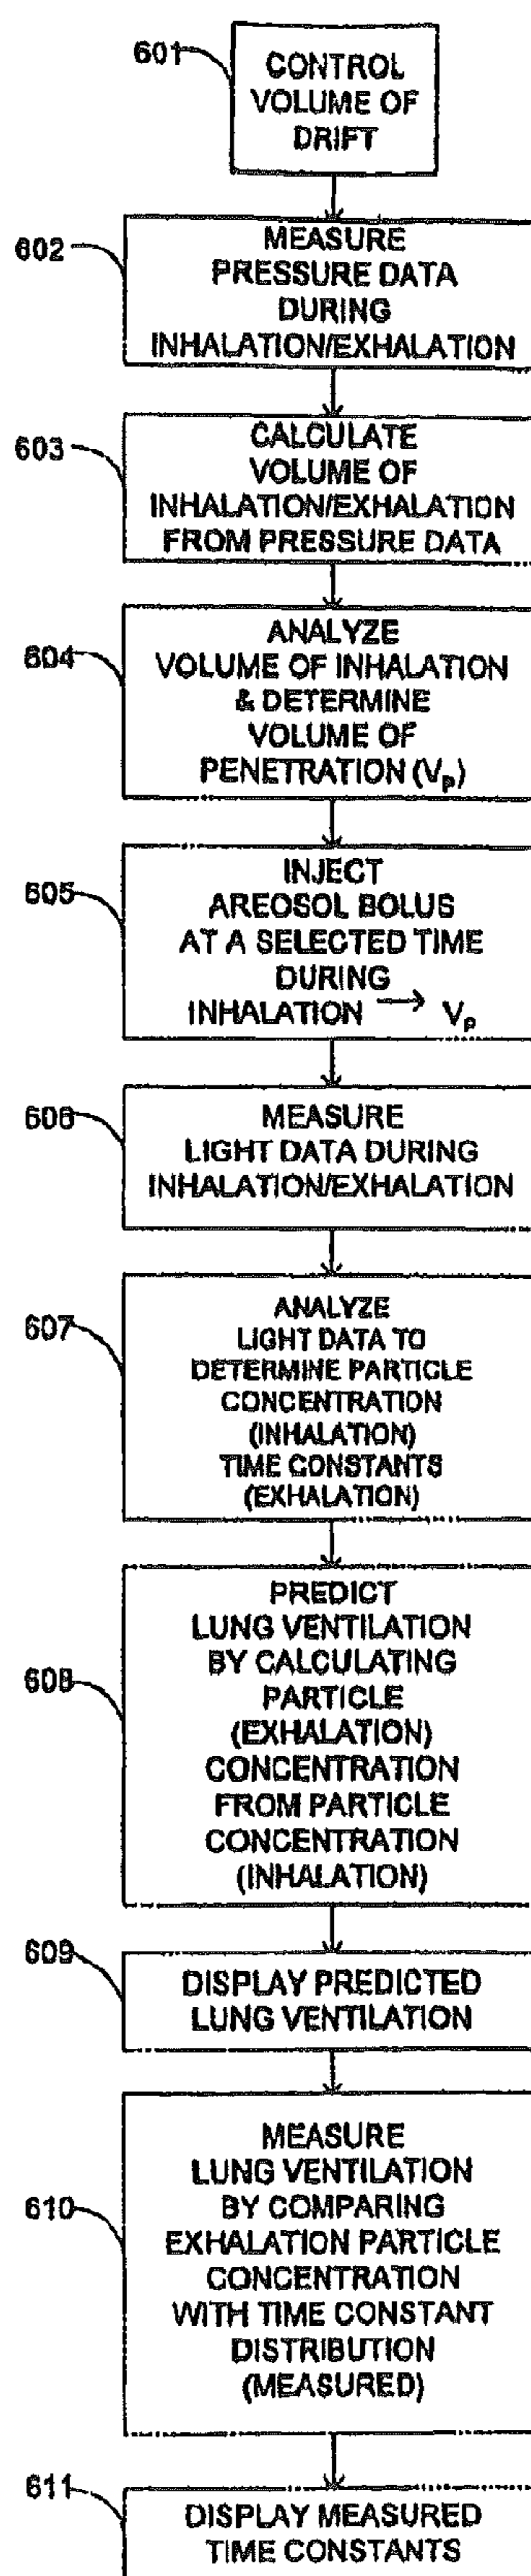 601
CONTROL
VOLUME OF
DRIFT
602
MEASURE
PRESSURE DATA
DURING
INHALATION/EXHALATION
603
CALCULATE
VOLUME OF
INHALATION/EXHALATION
FROM PRESSURE DATA
604
ANALYZE
VOLUME OF INHALATION
& DETERMINE
VOLUME OF
PENETRATION (Vp)
605
INJECT
AREOSOL BOLUS
AT A SELECTED TIME
DURING
INHALATION → Vp
606
MEASURE
LIGHT DATA DURING
INHALATION/EXHALATION
607
ANALYZE
LIGHT DATA TO
DETERMINE PARTICLE
CONCENTRATION
(INHALATION)
TIME CONSTANTS
(EXHALATION)
608
PREDICT
LUNG VENTILATION
BY CALCULATING
PARTICLE
(EXHALATION)
CONCENTRATION
FROM PARTICLE
CONCENTRATION
(INHALATION)
609
DISPLAY PREDICTED
LUNG VENTILATION
610
MEASURE
LUNG VENTILATION
BY COMPARING
EXHALATION PARTICLE
CONCENTRATION
WITH TIME CONSTANT
DISTRIBUTION
(MEASURED)
611
DISPLAY MEASURED
TIME CONSTANTS